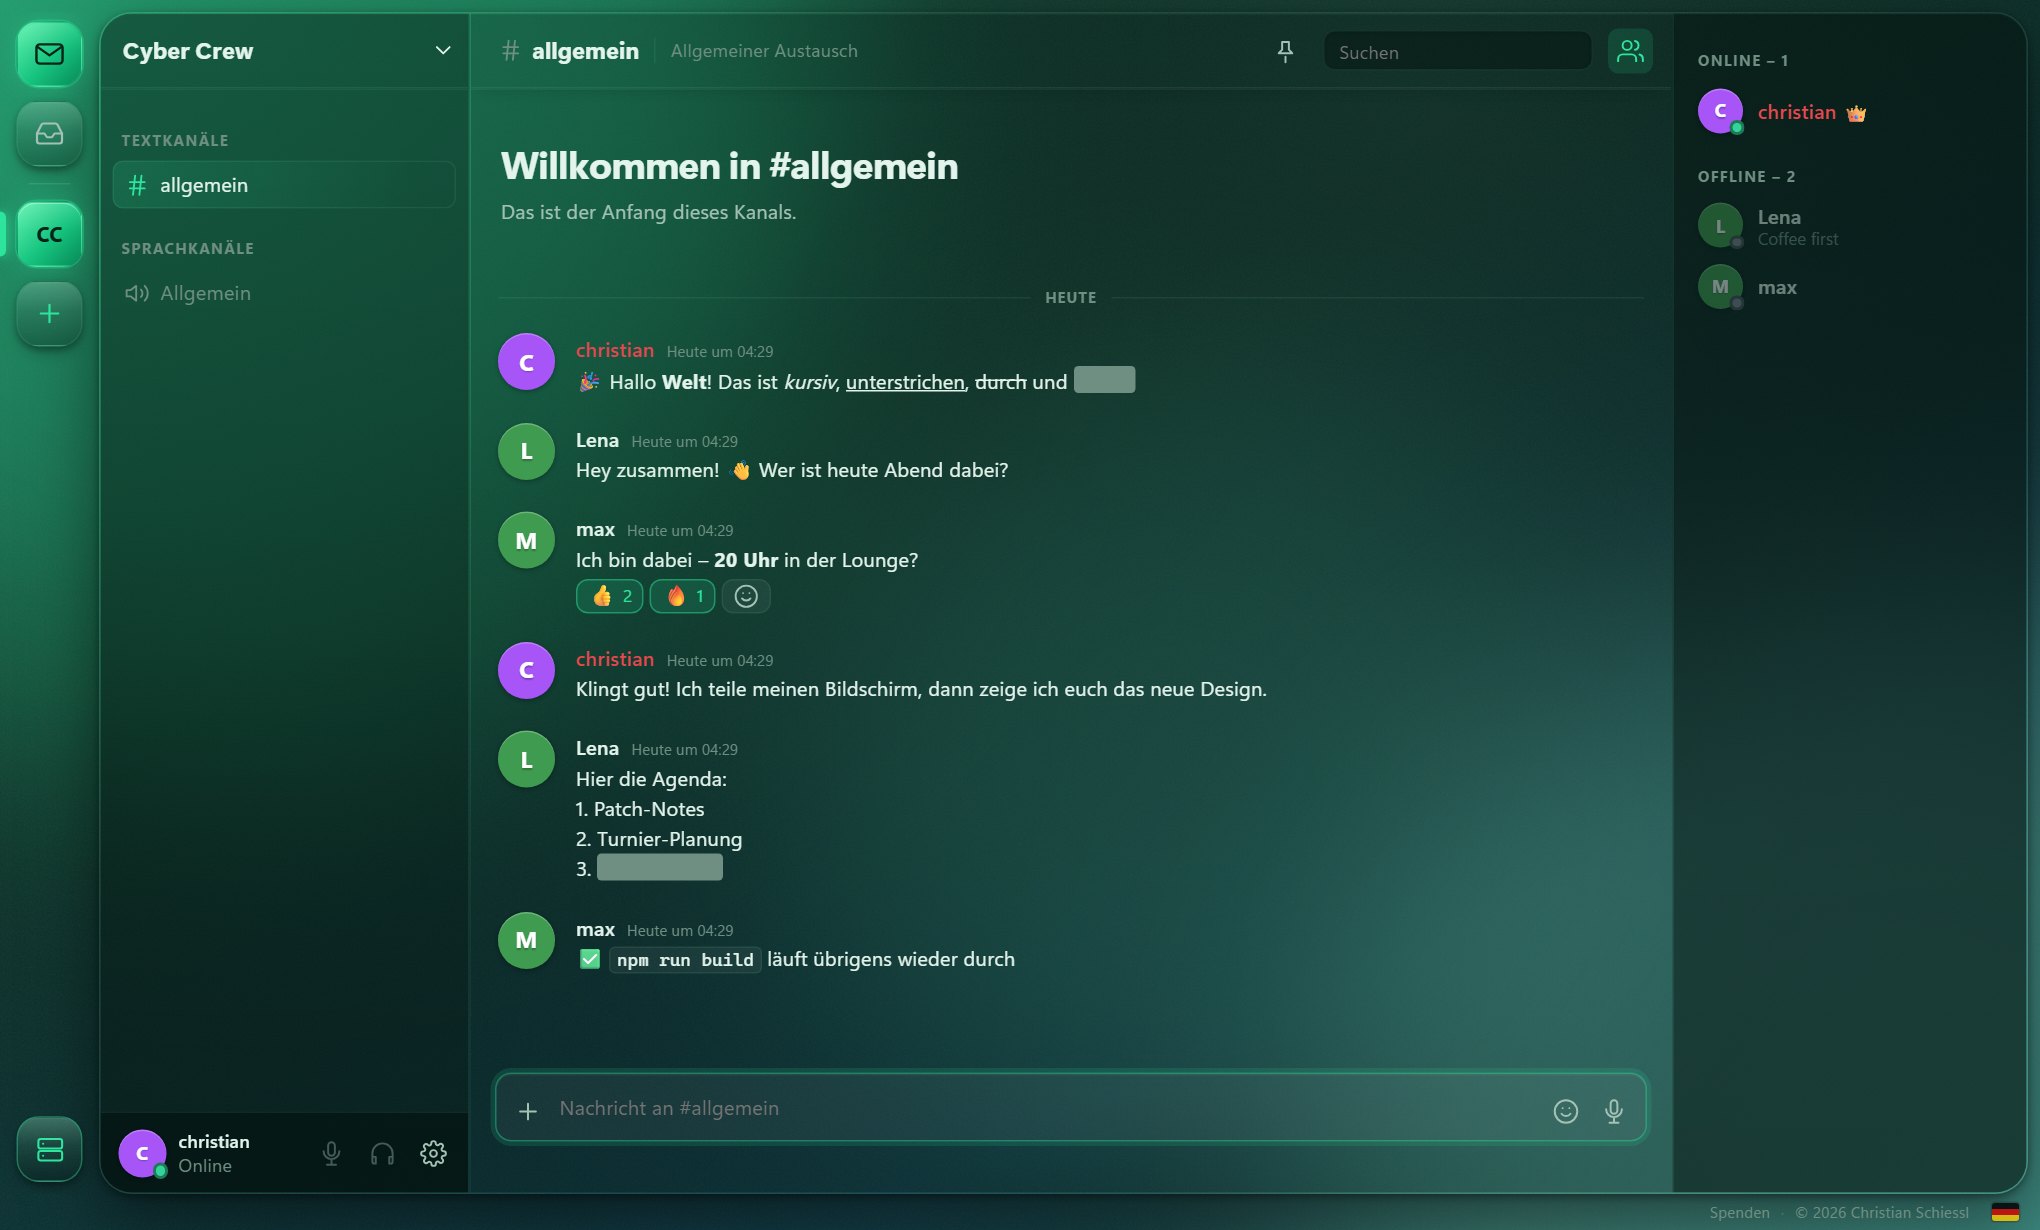 CC
Cyber Crew
TEXTKANÄLE
# allgemein
SPRACHKANÄLE
Allgemein
C christian
Online
# allgemein
Allgemeiner Austausch
Suchen
Willkommen in #allgemein
Das ist der Anfang dieses Kanals.
HEUTE
C christian Heute um 04:29
🎉 Hallo Welt! Das ist kursiv, unterstrichen, durch und
L Lena Heute um 04:29
Hey zusammen! 👋 Wer ist heute Abend dabei?
M max Heute um 04:29
Ich bin dabei – 20 Uhr in der Lounge?
👍 2 🔥 1
C christian Heute um 04:29
Klingt gut! Ich teile meinen Bildschirm, dann zeige ich euch das neue Design.
L Lena Heute um 04:29
Hier die Agenda:
1. Patch-Notes
2. Turnier-Planung
3.
M max Heute um 04:29
✅ npm run build läuft übrigens wieder durch
Nachricht an #allgemein
ONLINE – 1
C christian 👑
OFFLINE – 2
L Lena
Coffee first
M max
Spenden · © 2026 Christian Schiessl